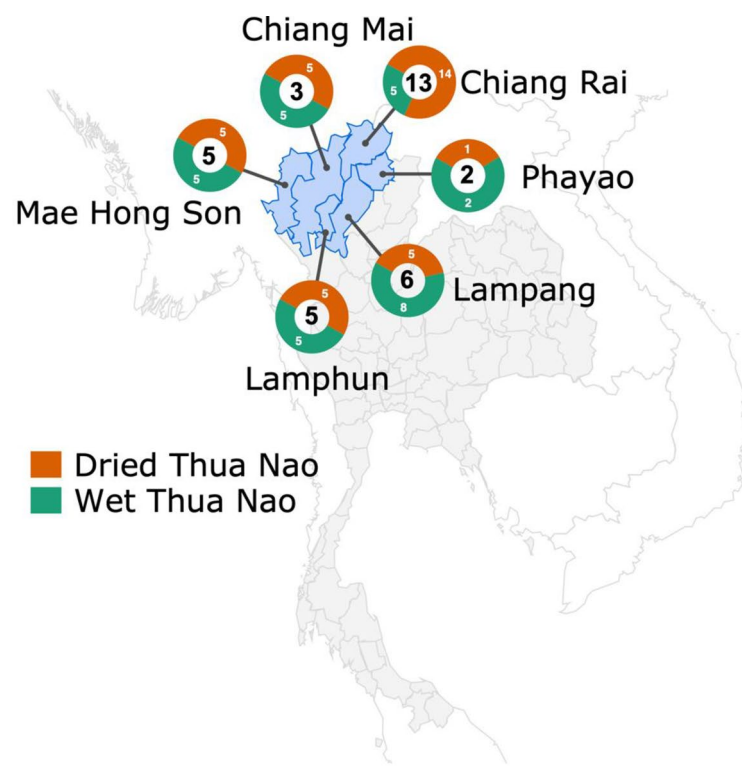 Chiang Mai
5
3
5
14
13
5
Chiang Rai
5
5
5
Mae Hong Son
1
2
2
Phayao
5
6
8
Lampang
5
5
5
Lamphun
Dried Thua Nao
Wet Thua Nao